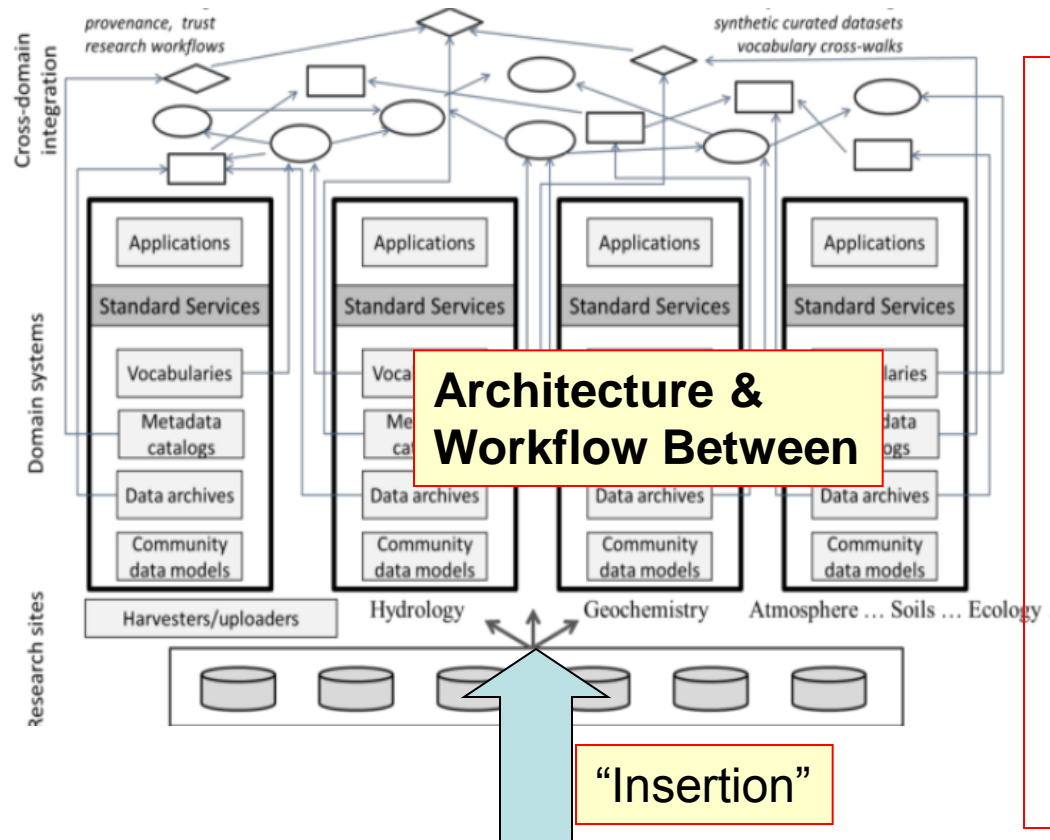 provenance, trust
research workflows
synthetic curated datasets
vocabulary cross-walks
Cross-domain
integration
Applications
Applications
Applications
Applications
Standard Services
Standard Services
Standard Services
Standard Services
Domain systems
Vocabularies
Metadata
catalogs
Data archives
Data archives
Data archives
Data archives
Architecture &
Workflow Between
Community
data models
Community
data models
Community
data models
Community
data models
Harvesters/uploaders
Hydrology
Geochemistry
Atmosphere … Soils … Ecology
Research sites
“Insertion”